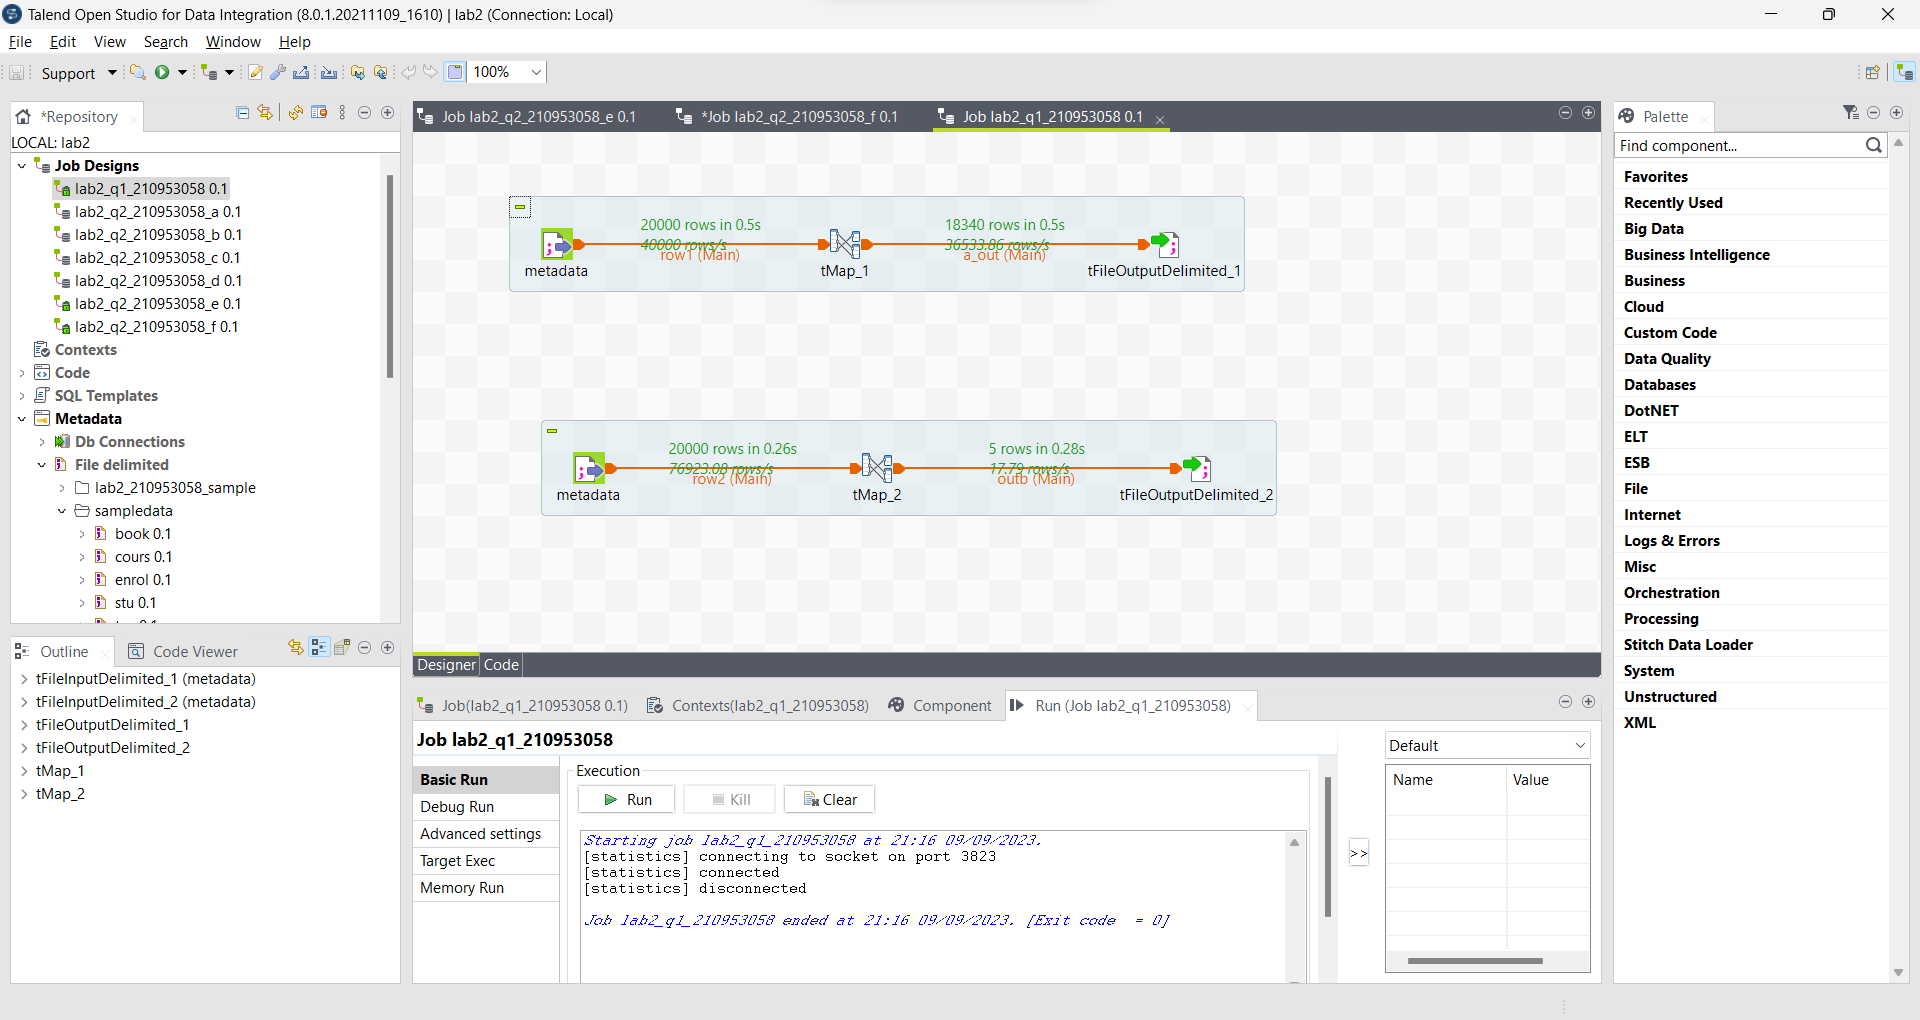 Talend Open Studio for Data Integration (8.0.1.20211109_1610) | lab2 (Connection: Local)
File Edit View Search Window Help
Support 100%
*Repository
LOCAL: lab2
Job Designs
lab2_q1_210953058 0.1
lab2_q2_210953058_a 0.1
lab2_q2_210953058_b 0.1
lab2_q2_210953058_c 0.1
lab2_q2_210953058_d 0.1
lab2_q2_210953058_e 0.1
lab2_q2_210953058_f 0.1
Contexts
Code
SQL Templates
Metadata
Db Connections
File delimited
lab2_210953058_sample
sampledata
book 0.1
cours 0.1
enrol 0.1
stu 0.1
Outline Code Viewer
tFileInputDelimited_1 (metadata)
tFileInputDelimited_2 (metadata)
tFileOutputDelimited_1
tFileOutputDelimited_2
tMap_1
tMap_2
Job lab2_q2_210953058_e 0.1 *Job lab2_q2_210953058_f 0.1 Job lab2_q1_210953058 0.1
20000 rows in 0.5s 18340 rows in 0.5s
40000 rows/s 36533.86 rows/s
row1 (Main) a_out (Main)
metadata tMap_1 tFileOutputDelimited_1
20000 rows in 0.26s 5 rows in 0.28s
76923.08 rows/s 17.79 rows/s
row2 (Main) outb (Main)
metadata tMap_2 tFileOutputDelimited_2
Designer Code
Job(lab2_q1_210953058 0.1) Contexts(lab2_q1_210953058) Component Run (Job lab2_q1_210953058)
Job lab2_q1_210953058
Basic Run
Debug Run
Advanced settings
Target Exec
Memory Run
Execution
Run Kill Clear
Starting job lab2_q1_210953058 at 21:16 09/09/2023.
[statistics] connecting to socket on port 3823
[statistics] connected
[statistics] disconnected
Job lab2_q1_210953058 ended at 21:16 09/09/2023. [Exit code = 0]
>>
Default
Name Value
Palette
Find component...
Favorites
Recently Used
Big Data
Business Intelligence
Business
Cloud
Custom Code
Data Quality
Databases
DotNET
ELT
ESB
File
Internet
Logs & Errors
Misc
Orchestration
Processing
Stitch Data Loader
System
Unstructured
XML